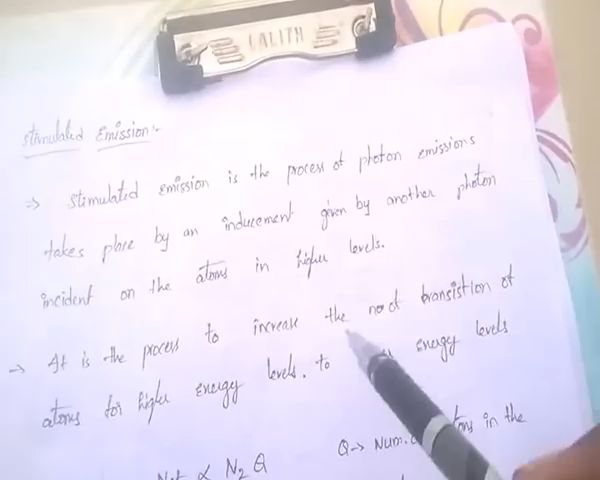 LALITH
Stimulated Emission :-
⇒ Stimulated emission is the process of photon emissions
takes place by an inducement given by another photon
incident on the atoms in higher levels.
→ It is the process to increase the no of transistion of
atoms for higher energy levels. to energy levels
Q→ Num. in the
N2 Q